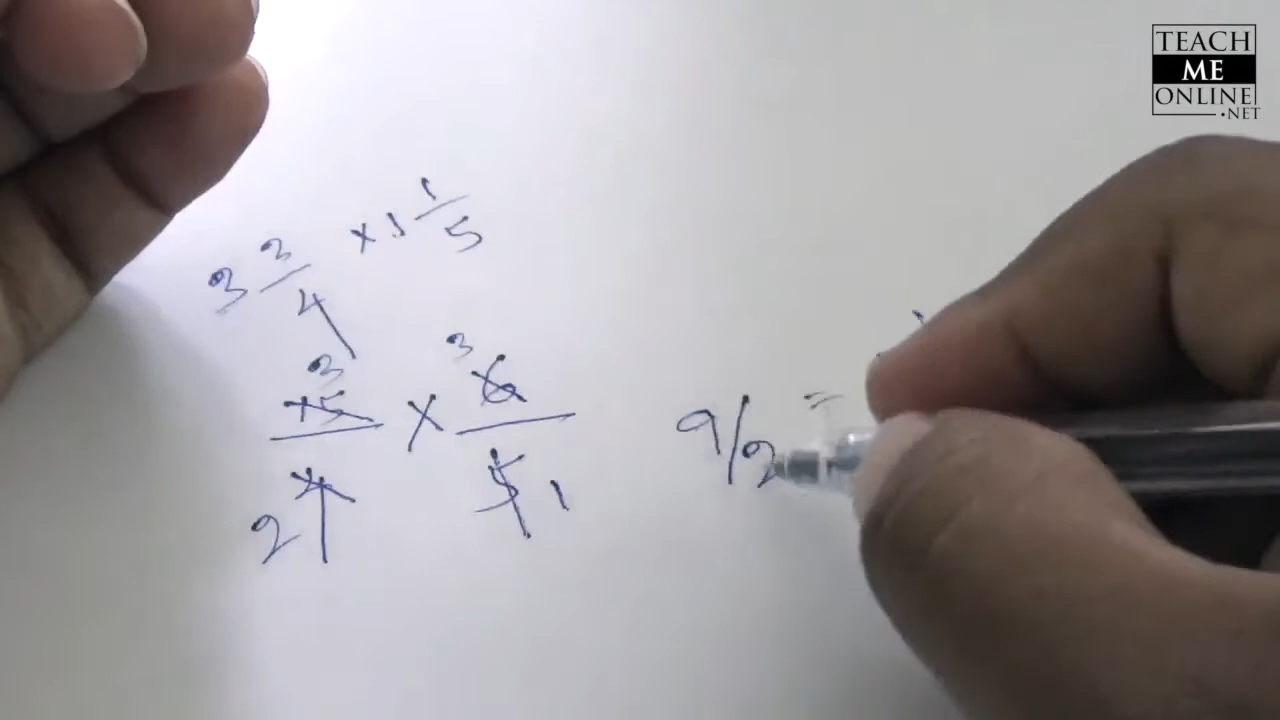 TEACH
ME
ONLINE
.NET
3 3/4 × 1 1/5
3 3
15/4 × 6/5
2 1
9/2 =